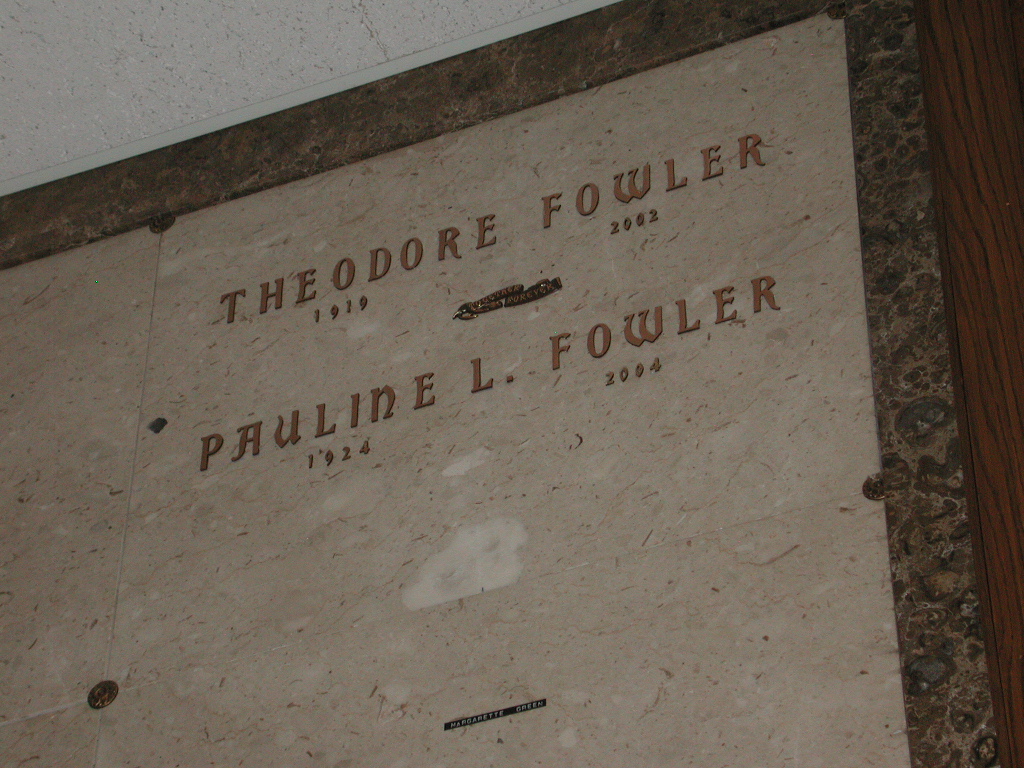 THEODORE FOWLER
1919 2002
PAULINE L. FOWLER
1924 2004
MARGARETTE GREEN